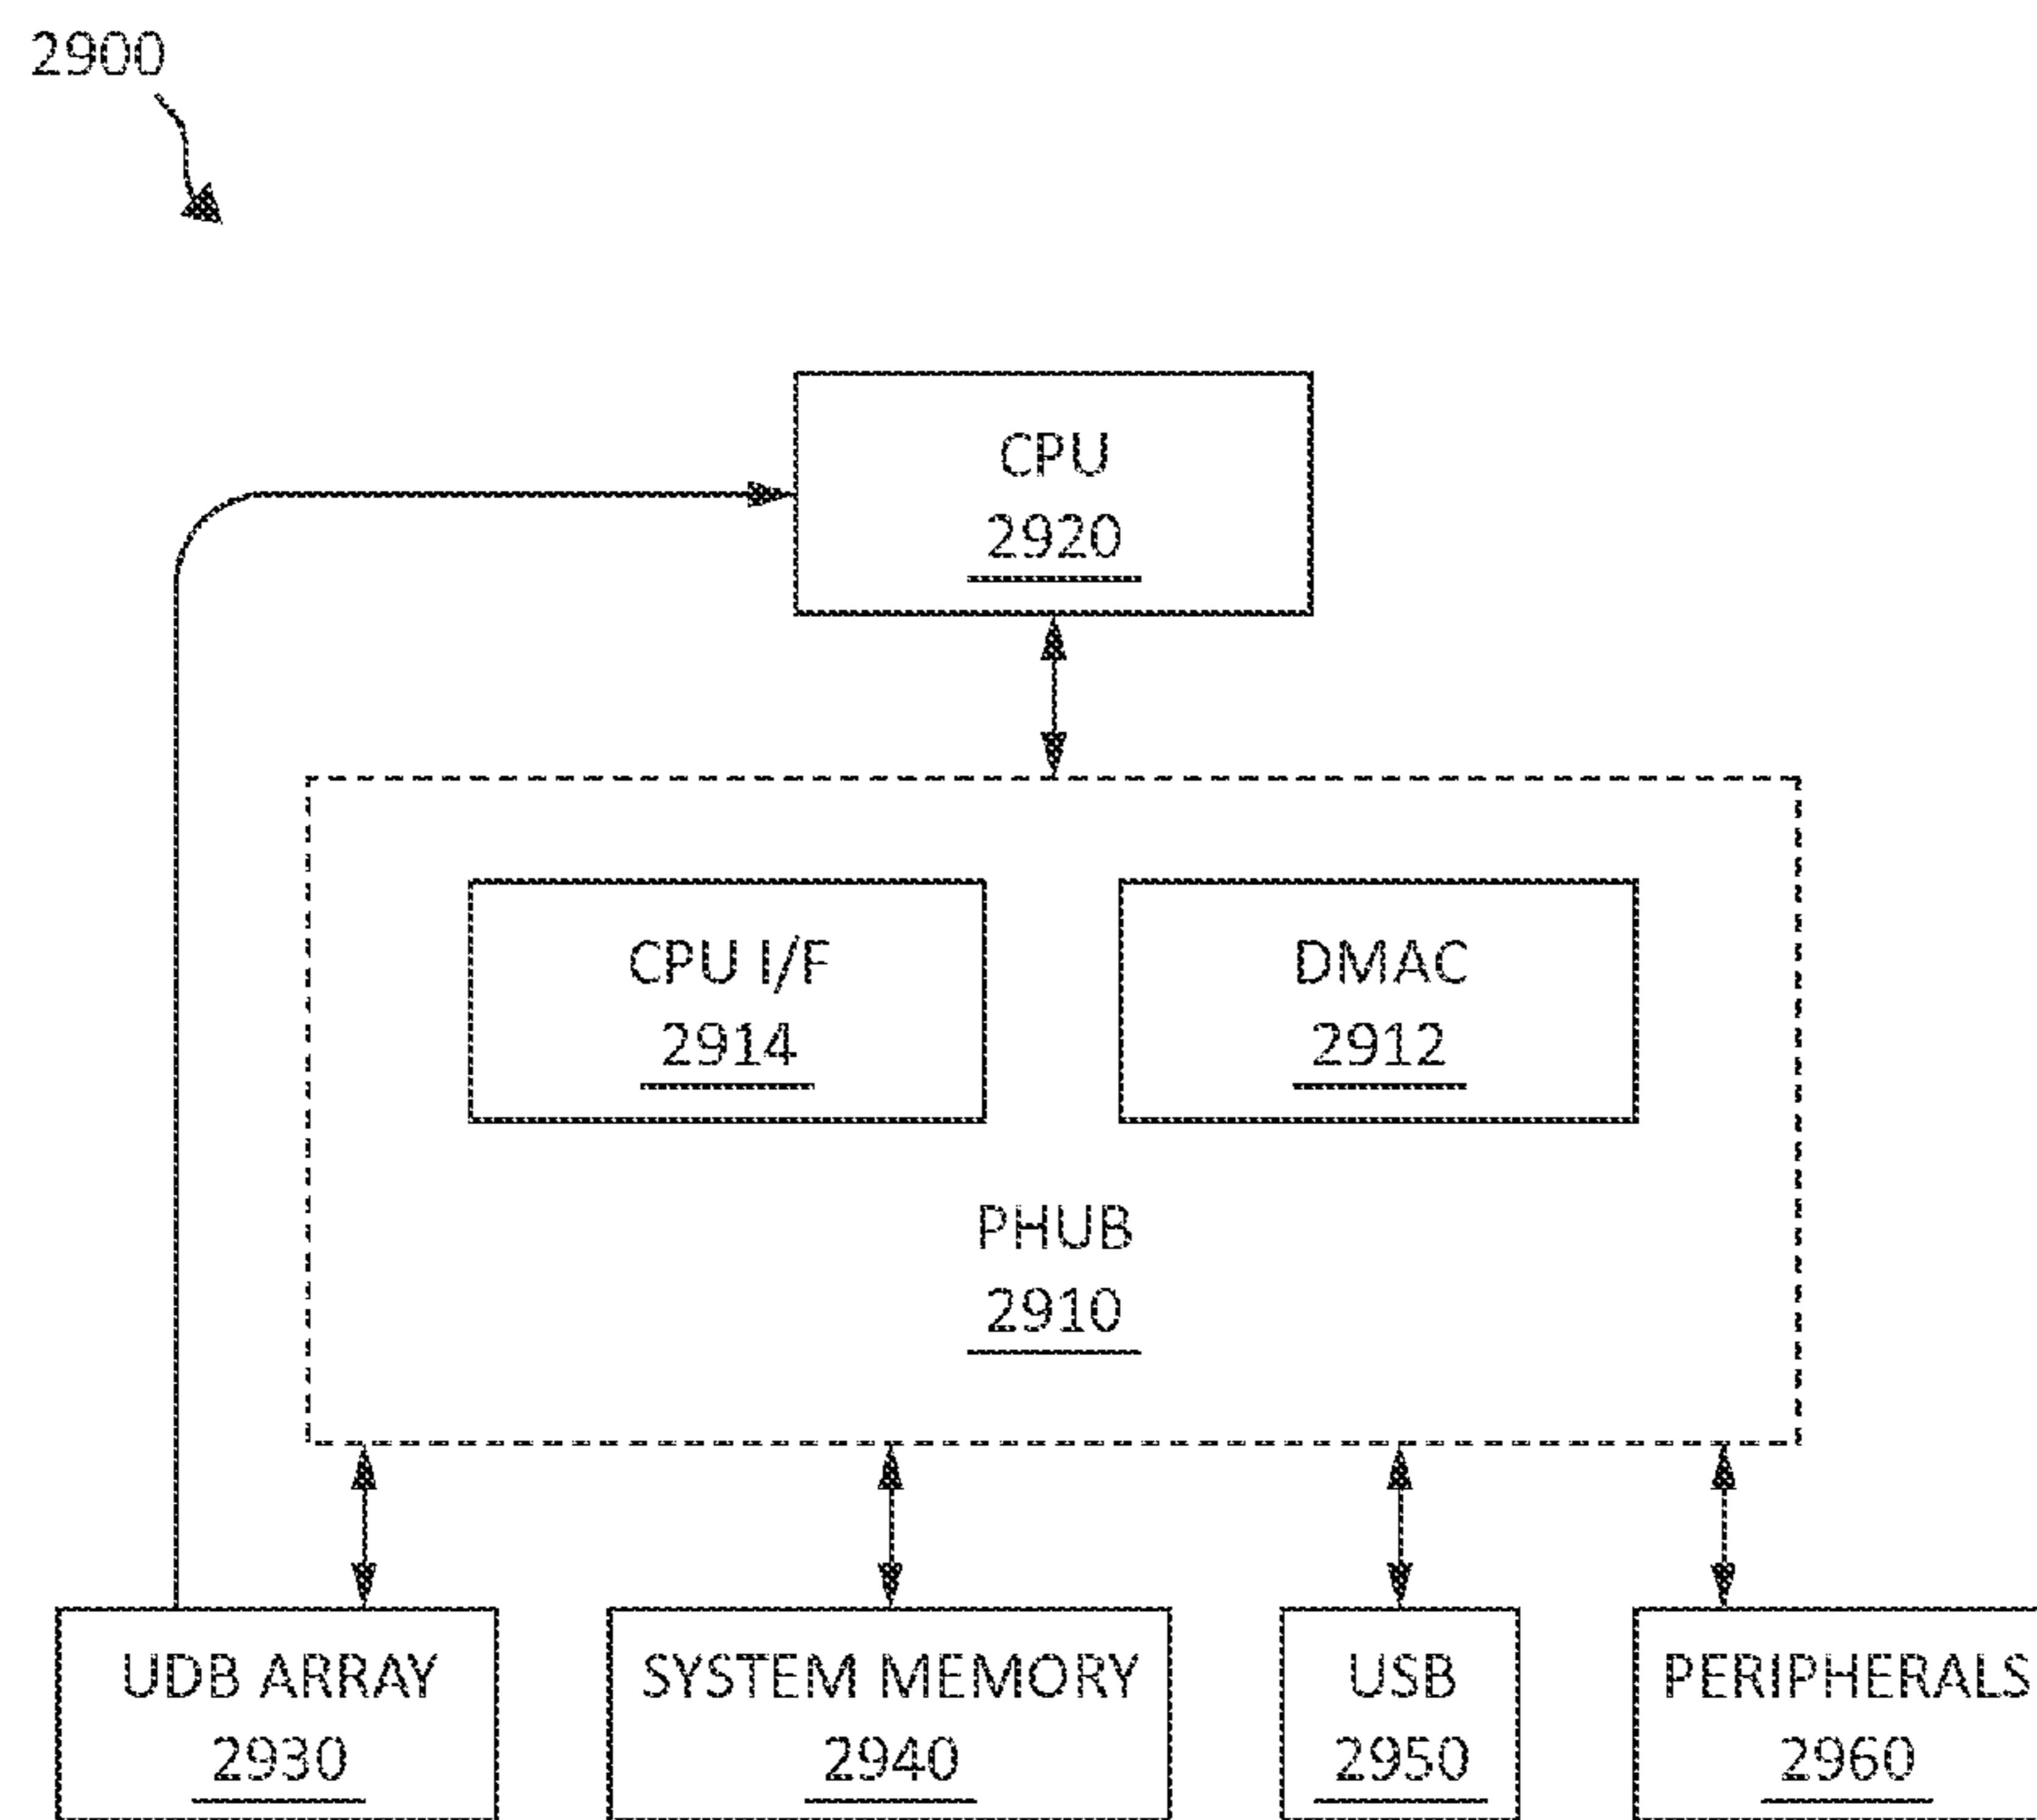 2900
CPU
2920
CPU I/F
2914
DMAC
2912
PHUB
2910
UDB ARRAY
2930
SYSTEM MEMORY
2940
USB
2950
PERIPHERALS
2960